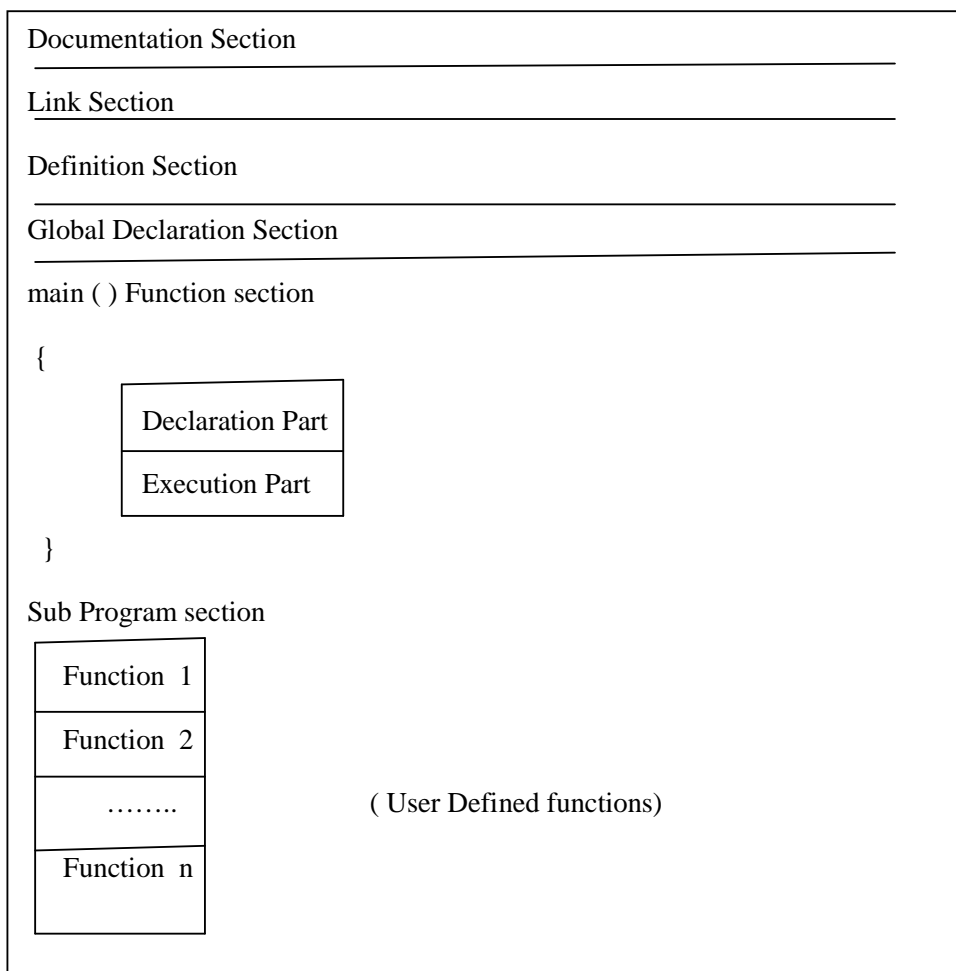 Documentation Section
Link Section
Definition Section
Global Declaration Section
main ( ) Function section
{
Declaration Part
Execution Part
}
Sub Program section
Function 1
Function 2
…….. ( User Defined functions)
Function n